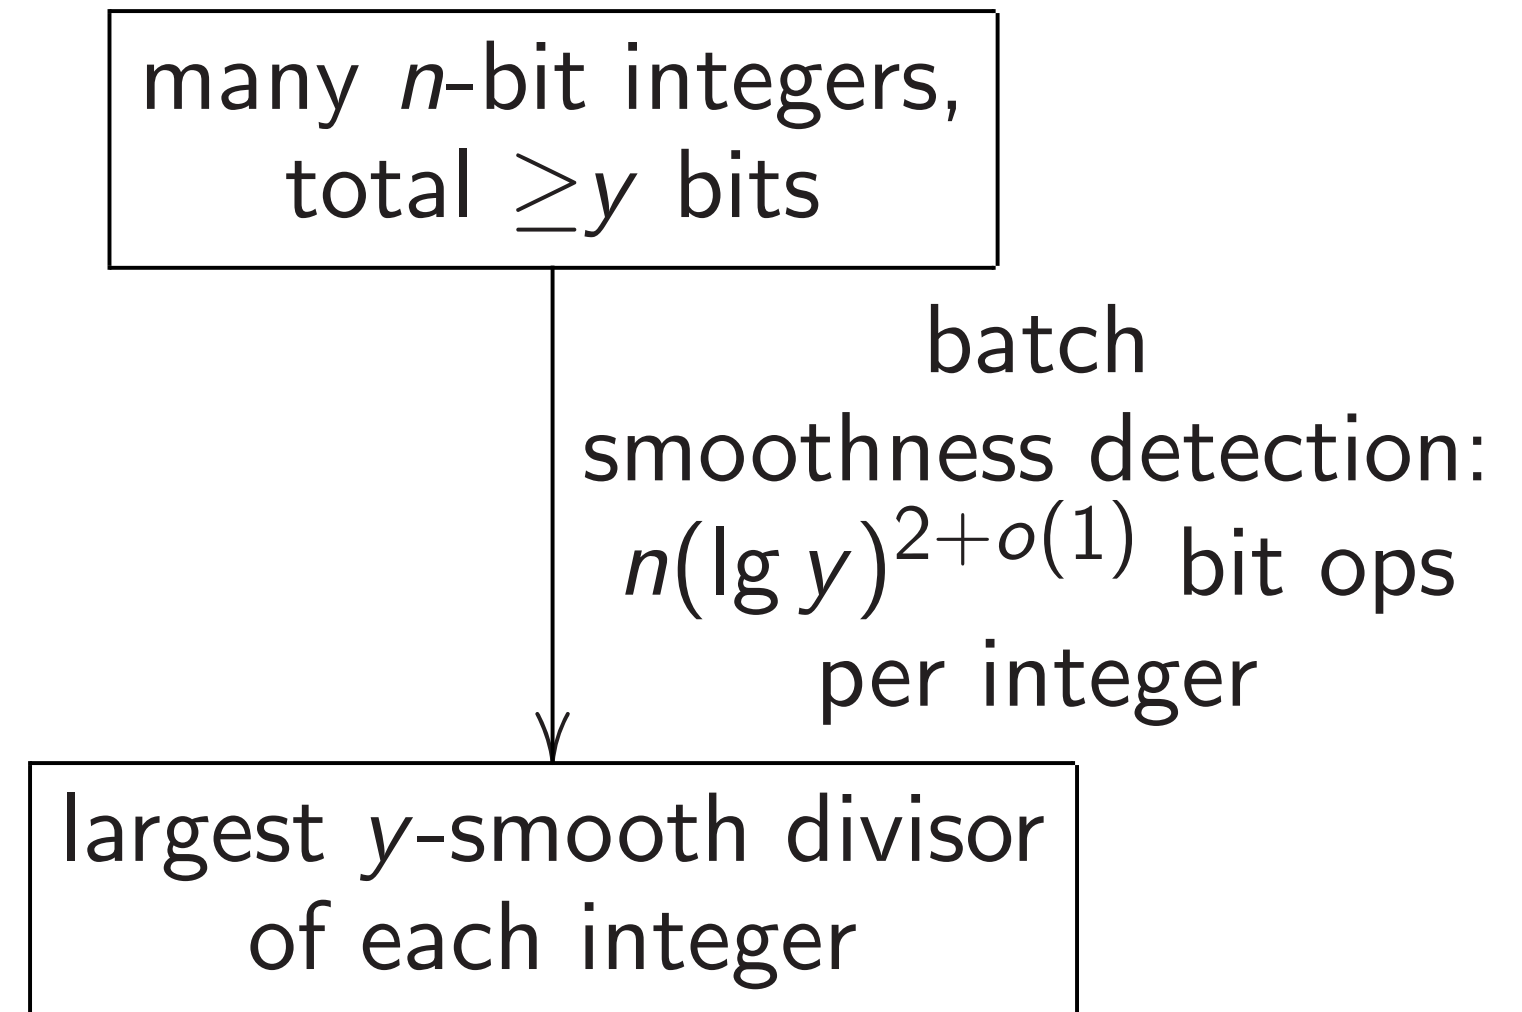 many n-bit integers,
total ≥y bits
batch
smoothness detection:
n(lg y)^{2+o(1)} bit ops
per integer
largest y-smooth divisor
of each integer